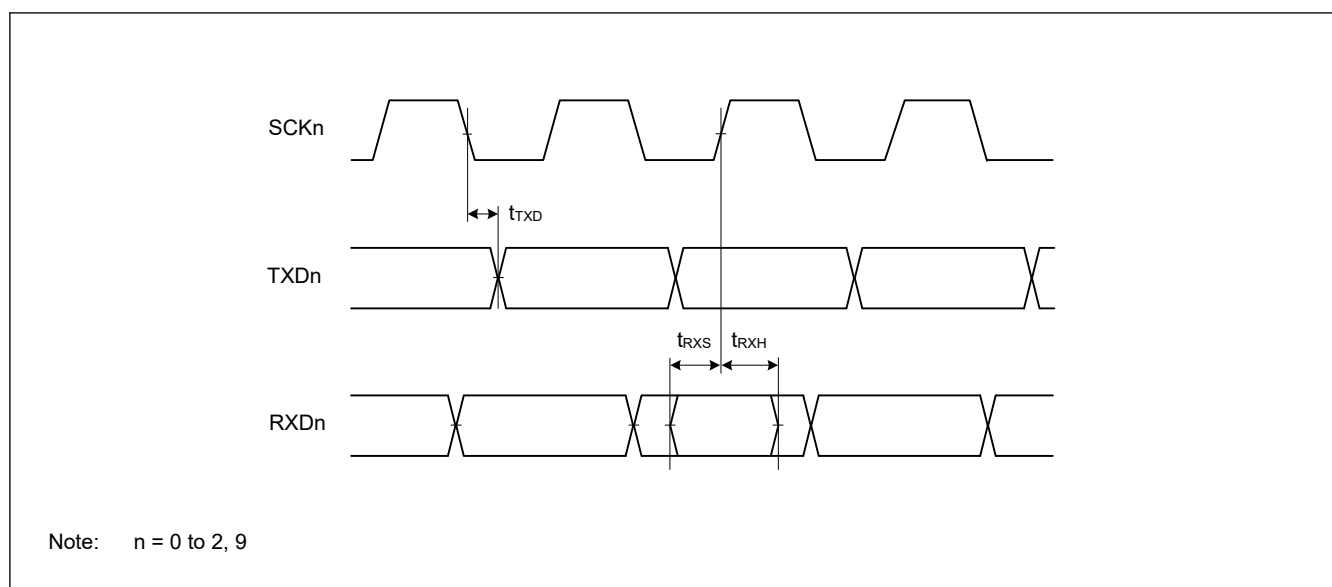 SCKn
tTXD
TXDn
tRXS tRXH
RXDn
Note: n = 0 to 2, 9